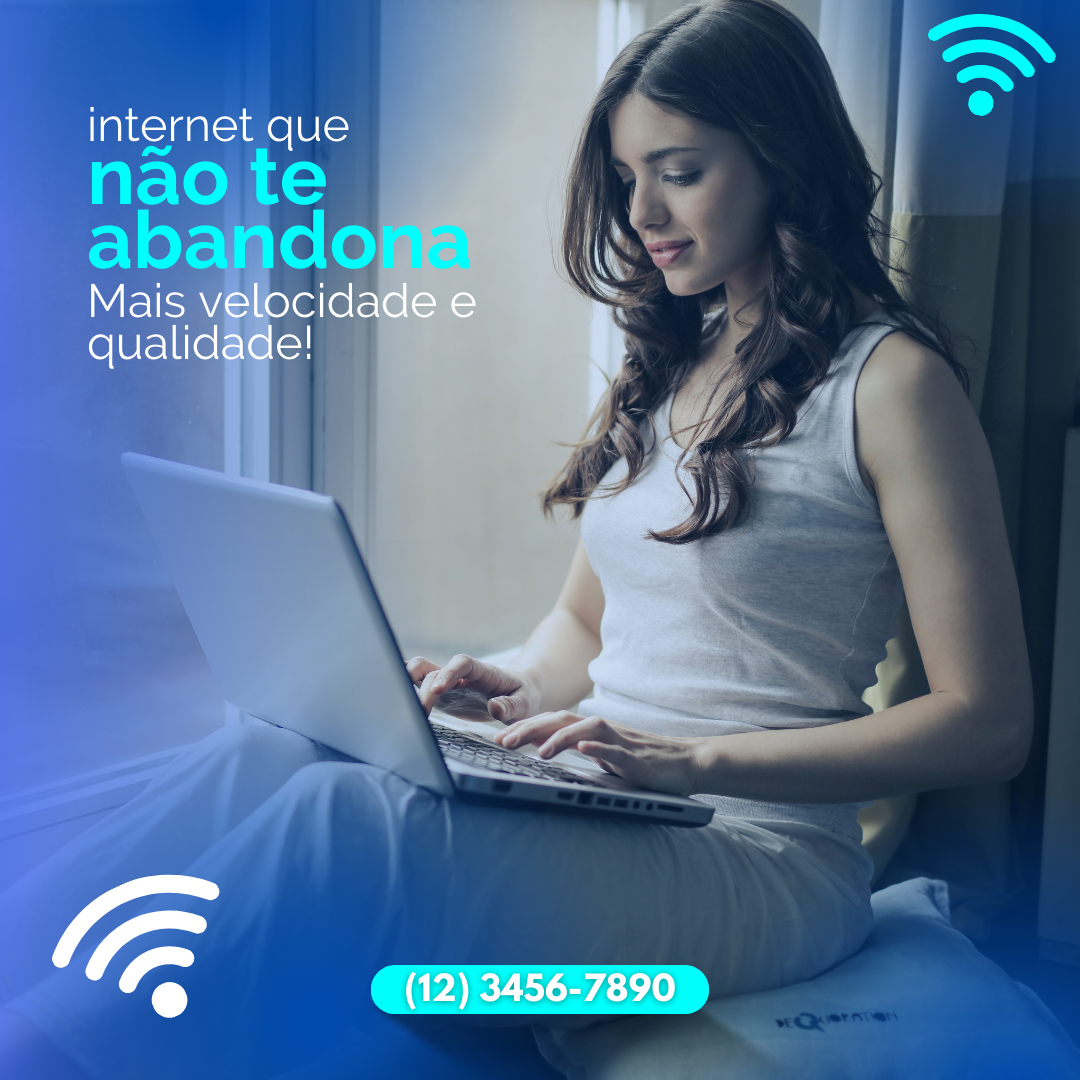 internet que
não te
abandona
Mais velocidade e
qualidade!
(12) 3456-7890